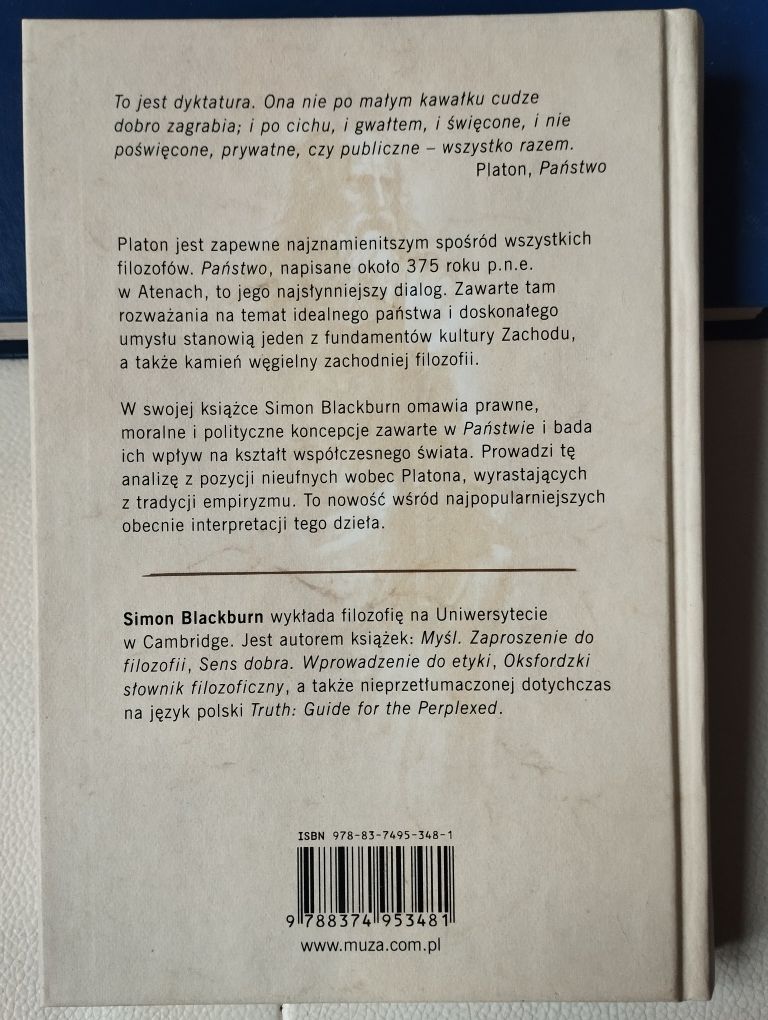 To jest dyktatura. Ona nie po małym kawałku cudze
dobro zagrabia; i po cichu, i gwałtem, i święcone, i nie
poświęcone, prywatne, czy publiczne – wszystko razem.
Platon, Państwo
Platon jest zapewne najznamienitszym spośród wszystkich
filozofów. Państwo, napisane około 375 roku p.n.e.
w Atenach, to jego najsłynniejszy dialog. Zawarte tam
rozważania na temat idealnego państwa i doskonałego
umysłu stanowią jeden z fundamentów kultury Zachodu,
a także kamień węgielny zachodniej filozofii.
W swojej książce Simon Blackburn omawia prawne,
moralne i polityczne koncepcje zawarte w Państwie i bada
ich wpływ na kształt współczesnego świata. Prowadzi tę
analizę z pozycji nieufnych wobec Platona, wyrastających
z tradycji empiryzmu. To nowość wśród najpopularniejszych
obecnie interpretacji tego dzieła.
Simon Blackburn wykłada filozofię na Uniwersytecie
w Cambridge. Jest autorem książek: Myśl. Zaproszenie do
filozofii, Sens dobra. Wprowadzenie do etyki, Oksfordzki
słownik filozoficzny, a także nieprzetłumaczonej dotychczas
na język polski Truth: Guide for the Perplexed.
ISBN 978-83-7495-348-1
9 788374 953481
www.muza.com.pl